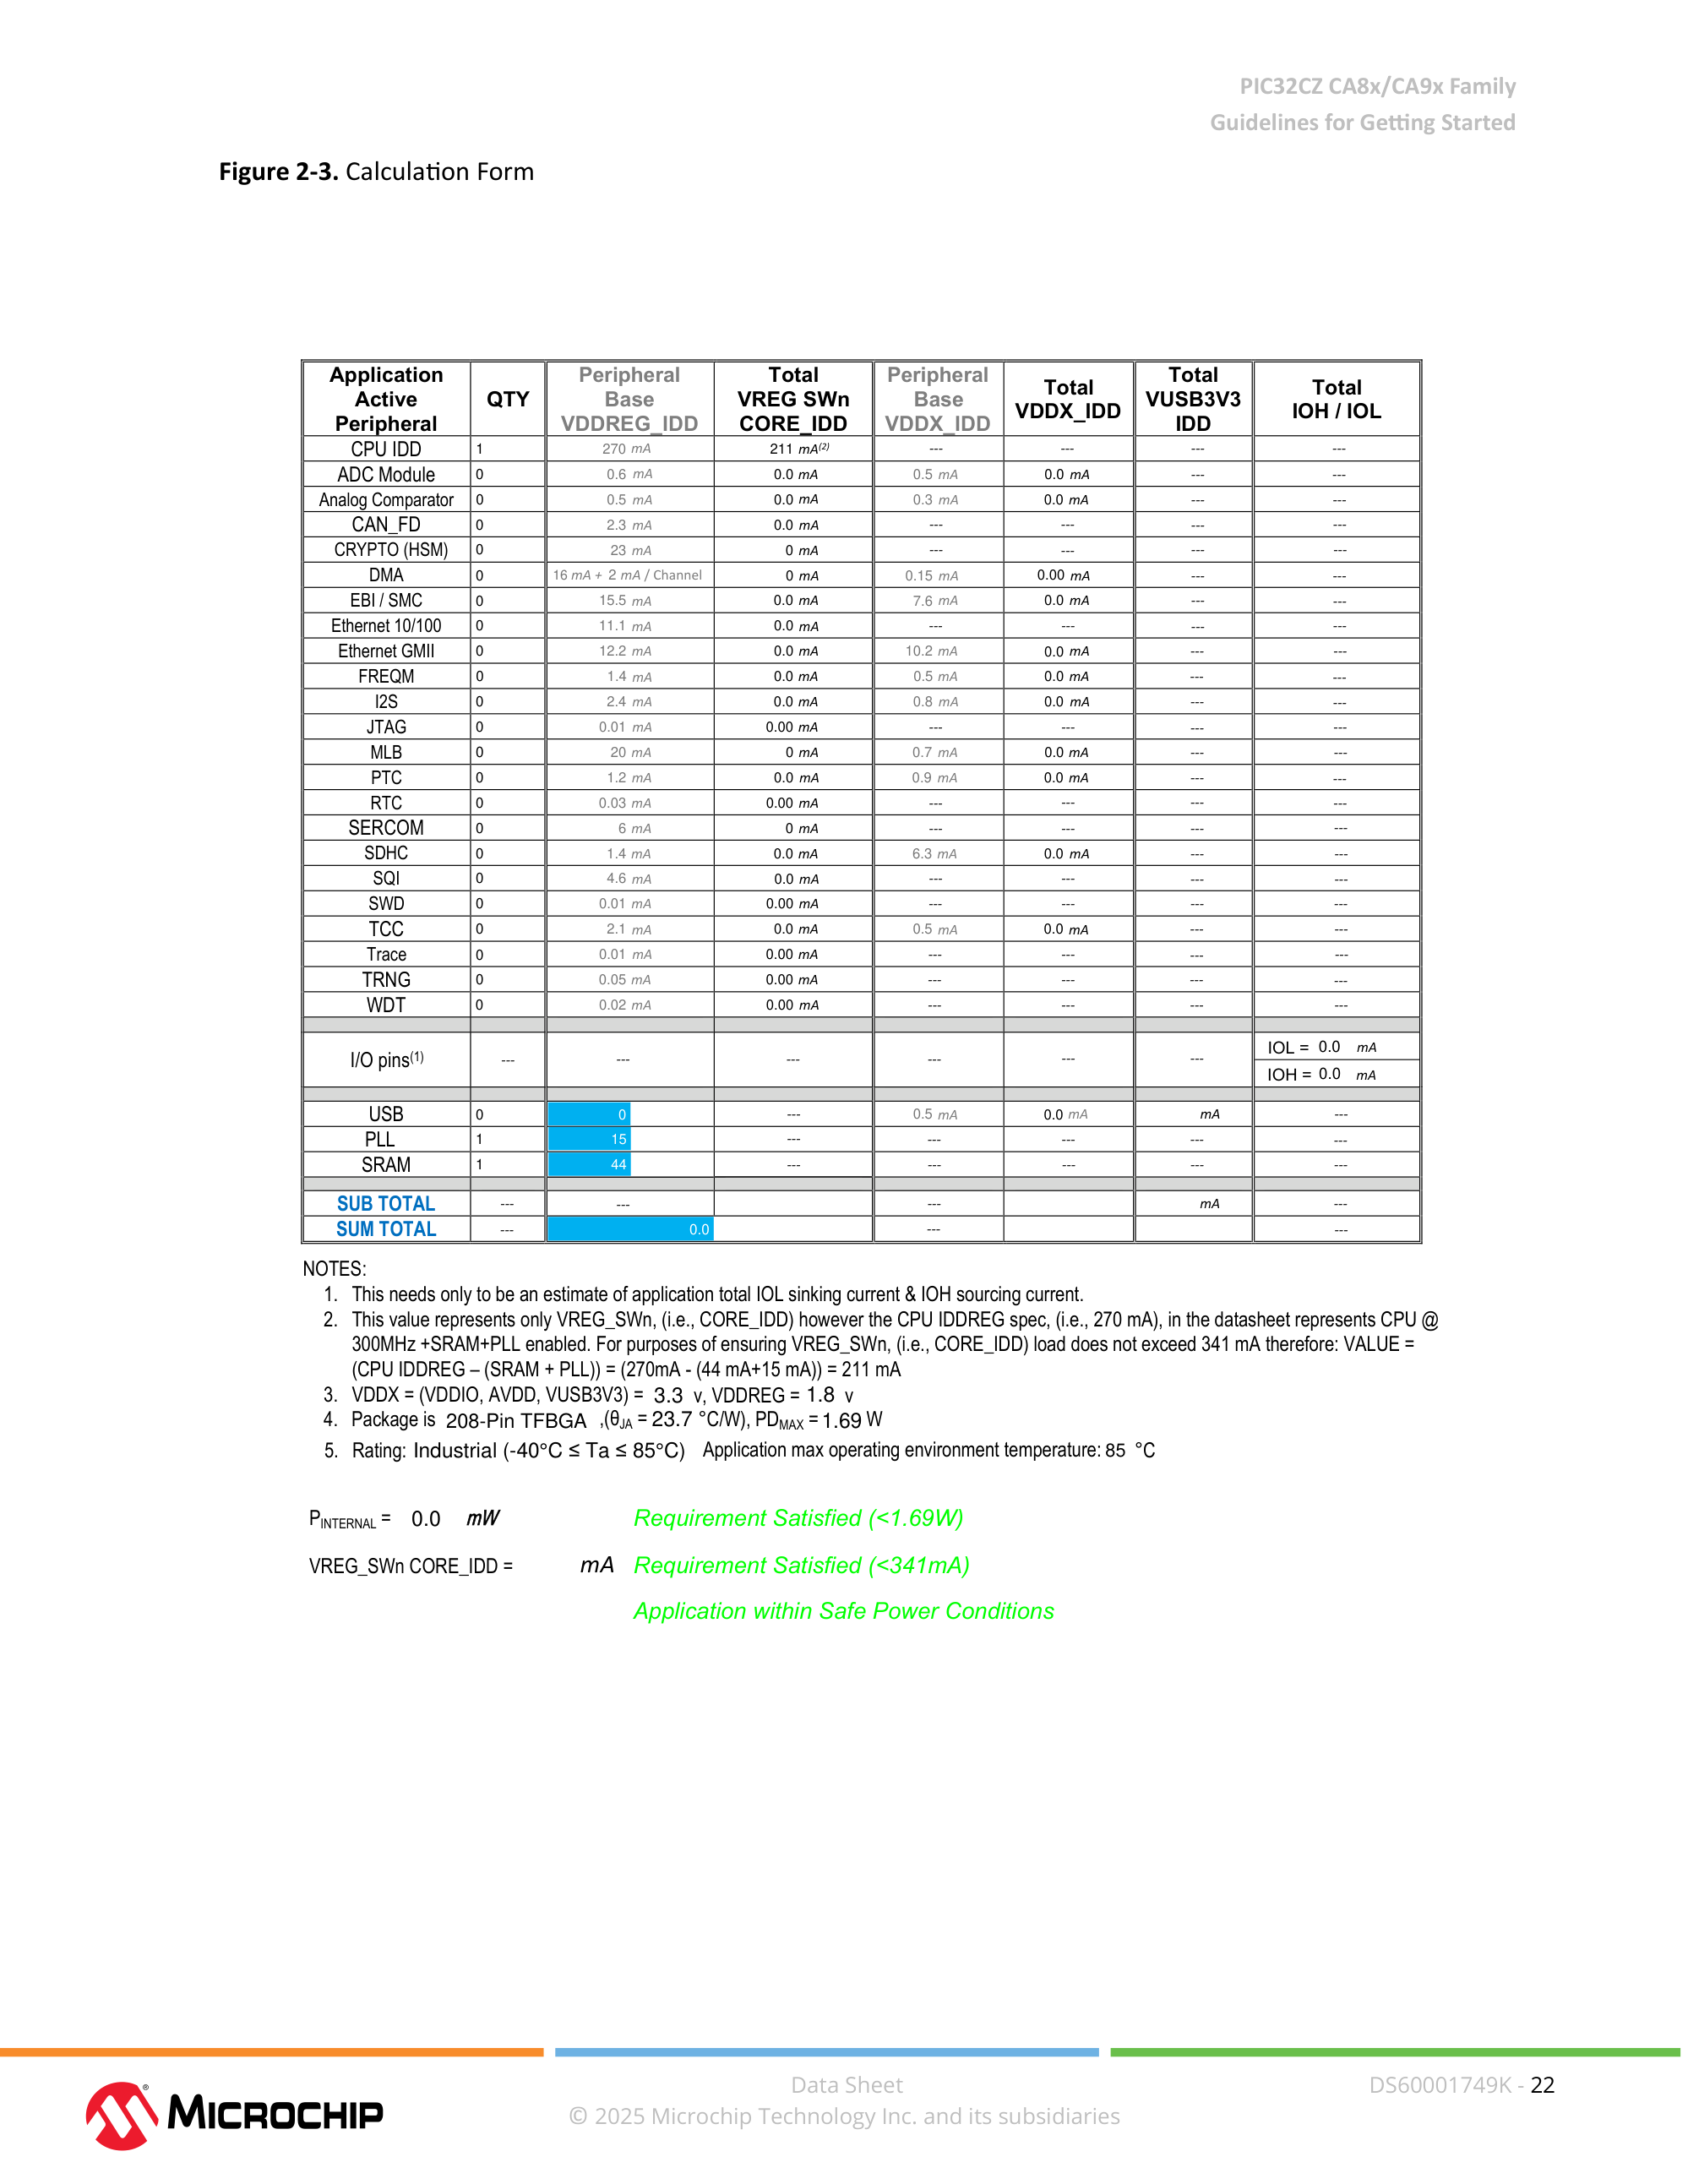 PIC32CZ CA8x/CA9x Family
Guidelines for Getting Started
Figure 2-3. Calculation Form
Application Active Peripheral | QTY | Peripheral Base VDDREG_IDD | Total VREG SWn CORE_IDD | Peripheral Base VDDX_IDD | Total VDDX_IDD | Total VUSB3V3 IDD | Total IOH / IOL
CPU IDD | 1 | 270 mA | 211 mA(2) | --- | --- | --- | ---
ADC Module | 0 | 0.6 mA | 0.0 mA | 0.5 mA | 0.0 mA | --- | ---
Analog Comparator | 0 | 0.5 mA | 0.0 mA | 0.3 mA | 0.0 mA | --- | ---
CAN_FD | 0 | 2.3 mA | 0.0 mA | --- | --- | --- | ---
CRYPTO (HSM) | 0 | 23 mA | 0 mA | --- | --- | --- | ---
DMA | 0 | 16 mA + 2 mA / Channel | 0 mA | 0.15 mA | 0.00 mA | --- | ---
EBI / SMC | 0 | 15.5 mA | 0.0 mA | 7.6 mA | 0.0 mA | --- | ---
Ethernet 10/100 | 0 | 11.1 mA | 0.0 mA | --- | --- | --- | ---
Ethernet GMII | 0 | 12.2 mA | 0.0 mA | 10.2 mA | 0.0 mA | --- | ---
FREQM | 0 | 1.4 mA | 0.0 mA | 0.5 mA | 0.0 mA | --- | ---
I2S | 0 | 2.4 mA | 0.0 mA | 0.8 mA | 0.0 mA | --- | ---
JTAG | 0 | 0.01 mA | 0.00 mA | --- | --- | --- | ---
MLB | 0 | 20 mA | 0 mA | 0.7 mA | 0.0 mA | --- | ---
PTC | 0 | 1.2 mA | 0.0 mA | 0.9 mA | 0.0 mA | --- | ---
RTC | 0 | 0.03 mA | 0.00 mA | --- | --- | --- | ---
SERCOM | 0 | 6 mA | 0 mA | --- | --- | --- | ---
SDHC | 0 | 1.4 mA | 0.0 mA | 6.3 mA | 0.0 mA | --- | ---
SQI | 0 | 4.6 mA | 0.0 mA | --- | --- | --- | ---
SWD | 0 | 0.01 mA | 0.00 mA | --- | --- | --- | ---
TCC | 0 | 2.1 mA | 0.0 mA | 0.5 mA | 0.0 mA | --- | ---
Trace | 0 | 0.01 mA | 0.00 mA | --- | --- | --- | ---
TRNG | 0 | 0.05 mA | 0.00 mA | --- | --- | --- | ---
WDT | 0 | 0.02 mA | 0.00 mA | --- | --- | --- | ---
I/O pins(1) | --- | --- | --- | --- | --- | --- | IOL = 0.0 mA
IOH = 0.0 mA
USB | 0 | 0 | --- | 0.5 mA | 0.0 mA | mA | ---
PLL | 1 | 15 | --- | --- | --- | --- | ---
SRAM | 1 | 44 | --- | --- | --- | --- | ---
SUB TOTAL | --- | --- | | --- | | mA | ---
SUM TOTAL | --- | 0.0 | | --- | | | ---
NOTES:
1. This needs only to be an estimate of application total IOL sinking current & IOH sourcing current.
2. This value represents only VREG_SWn, (i.e., CORE_IDD) however the CPU IDDREG spec, (i.e., 270 mA), in the datasheet represents CPU @
300MHz +SRAM+PLL enabled. For purposes of ensuring VREG_SWn, (i.e., CORE_IDD) load does not exceed 341 mA therefore: VALUE =
(CPU IDDREG – (SRAM + PLL)) = (270mA - (44 mA+15 mA)) = 211 mA
3. VDDX = (VDDIO, AVDD, VUSB3V3) = 3.3 v, VDDREG = 1.8 v
4. Package is 208-Pin TFBGA ,(θJA = 23.7 °C/W), PDMAX = 1.69 W
5. Rating: Industrial (-40°C ≤ Ta ≤ 85°C) Application max operating environment temperature: 85 °C
PINTERNAL = 0.0 mW Requirement Satisfied (<1.69W)
VREG_SWn CORE_IDD = mA Requirement Satisfied (<341mA)
Application within Safe Power Conditions
MICROCHIP ®
Data Sheet
© 2025 Microchip Technology Inc. and its subsidiaries
DS60001749K - 22